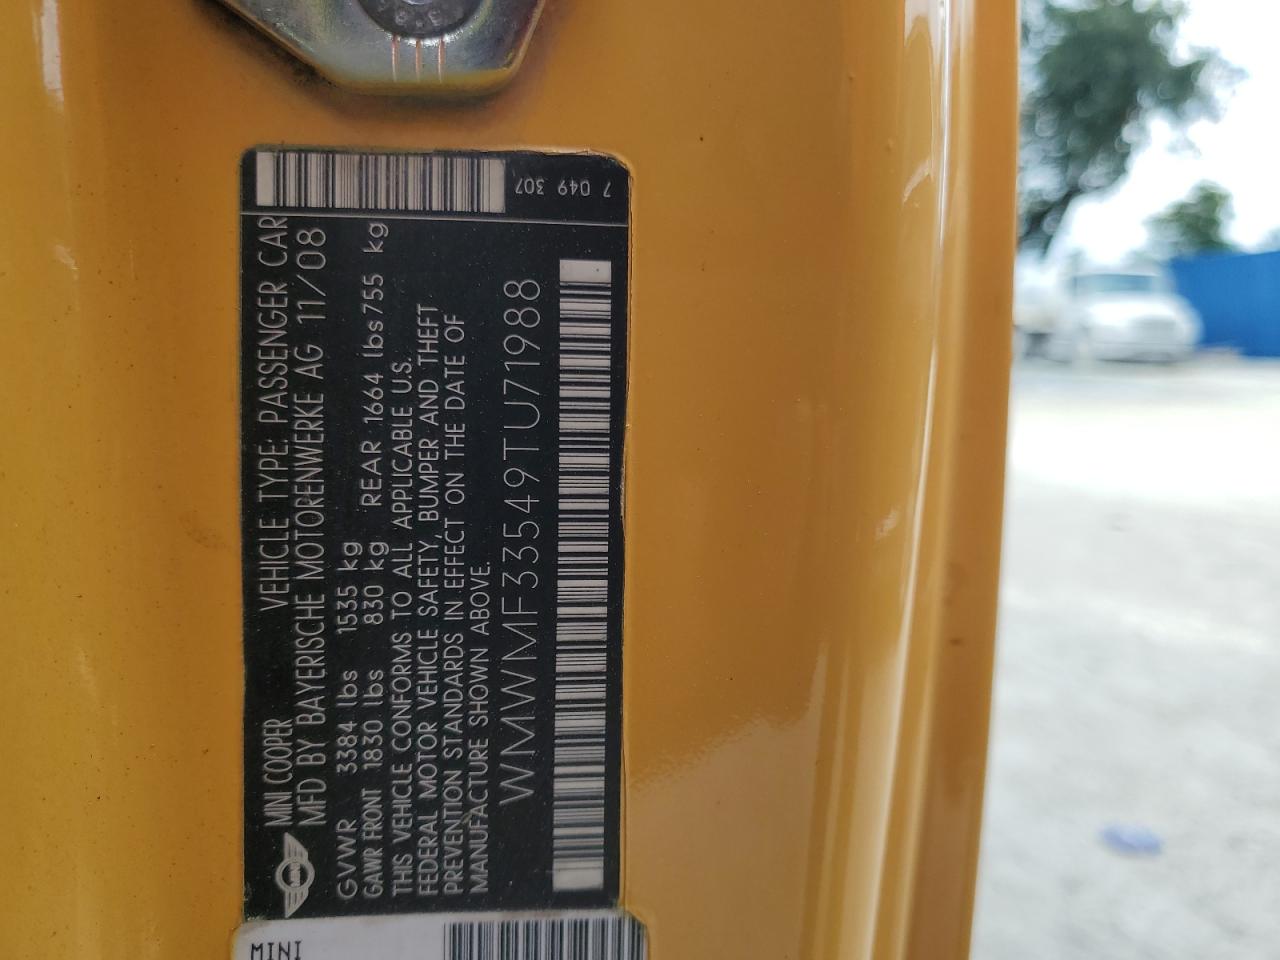 MINI COOPER VEHICLE TYPE: PASSENGER CAR
MFD BY BAYERISCHE MOTORENWERKE AG 11/08
GVWR 3384 lbs 1535 kg
GAWR FRONT 1830 lbs 830 kg REAR 1664 lbs 755 kg
THIS VEHICLE CONFORMS TO ALL APPLICABLE U.S.
FEDERAL MOTOR VEHICLE SAFETY, BUMPER AND THEFT
PREVENTION STANDARDS IN EFFECT ON THE DATE OF
MANUFACTURE SHOWN ABOVE.
WMWMF33549TU71988
7 049 307
MINI